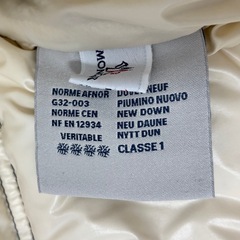 NORME AFNOR NEUF
G32-003 PIUMINO NUOVO
NORME CEN NEW DOWN
NF EN 12934 NEU DAUNE
VERITABLE NYTT DUN
CLASSE 1